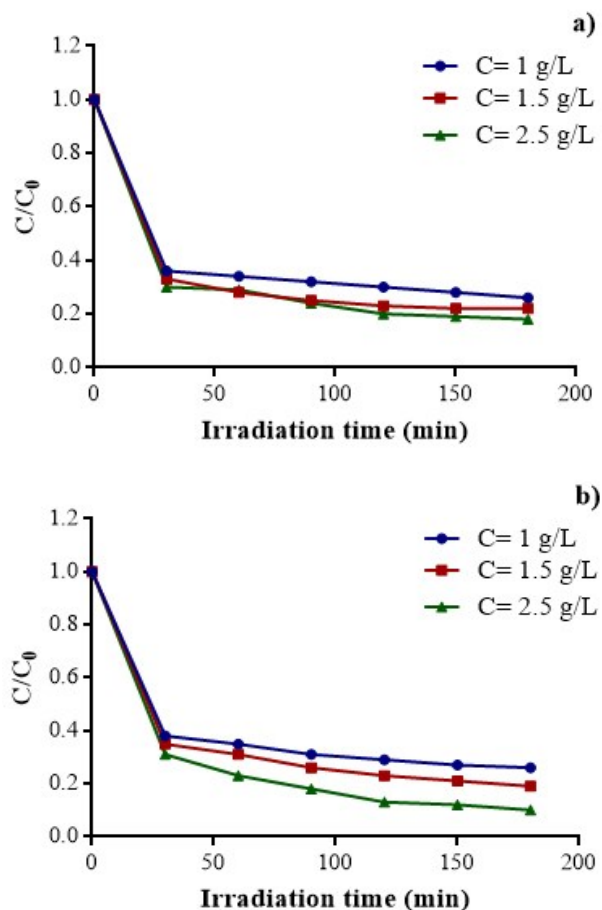 a)
1.2
C= 1 g/L
1.0
C= 1.5 g/L
C= 2.5 g/L
0.8
C/C₀
0.6
0.4
0.2
0.0
0 50 100 150 200
Irradiation time (min)
b)
1.2
C= 1 g/L
1.0
C= 1.5 g/L
C= 2.5 g/L
0.8
C/C₀
0.6
0.4
0.2
0.0
0 50 100 150 200
Irradiation time (min)